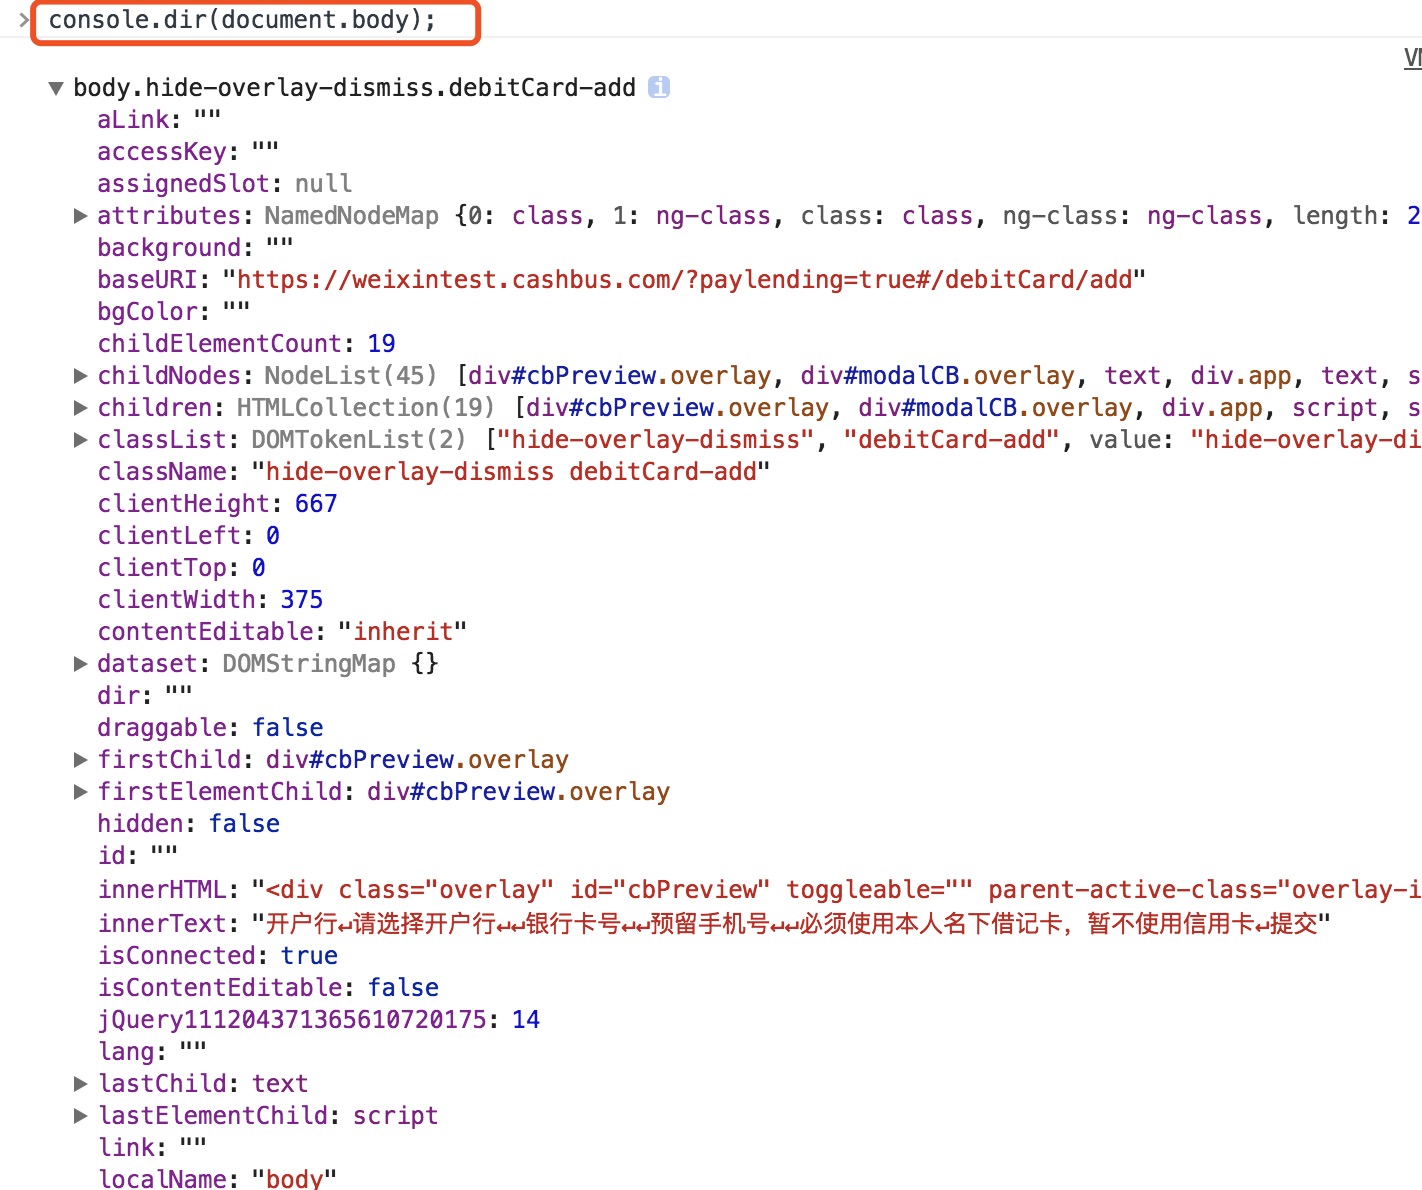 console.dir(document.body);
VM
body.hide-overlay-dismiss.debitCard-add i
aLink: ""
accessKey: ""
assignedSlot: null
attributes: NamedNodeMap {0: class, 1: ng-class, class: class, ng-class: ng-class, length: 2
background: ""
baseURI: "https://weixintest.cashbus.com/?paylending=true#/debitCard/add"
bgColor: ""
childElementCount: 19
childNodes: NodeList(45) [div#cbPreview.overlay, div#modalCB.overlay, text, div.app, text, s
children: HTMLCollection(19) [div#cbPreview.overlay, div#modalCB.overlay, div.app, script, s
classList: DOMTokenList(2) ["hide-overlay-dismiss", "debitCard-add", value: "hide-overlay-di
className: "hide-overlay-dismiss debitCard-add"
clientHeight: 667
clientLeft: 0
clientTop: 0
clientWidth: 375
contentEditable: "inherit"
dataset: DOMStringMap {}
dir: ""
draggable: false
firstChild: div#cbPreview.overlay
firstElementChild: div#cbPreview.overlay
hidden: false
id: ""
innerHTML: "<div class="overlay" id="cbPreview" toggleable="" parent-active-class="overlay-i
innerText: "开户行↵请选择开户行↵↵银行卡号↵↵预留手机号↵↵必须使用本人名下借记卡，暂不使用信用卡↵提交"
isConnected: true
isContentEditable: false
jQuery111204371365610720175: 14
lang: ""
lastChild: text
lastElementChild: script
link: ""
localName: "body"